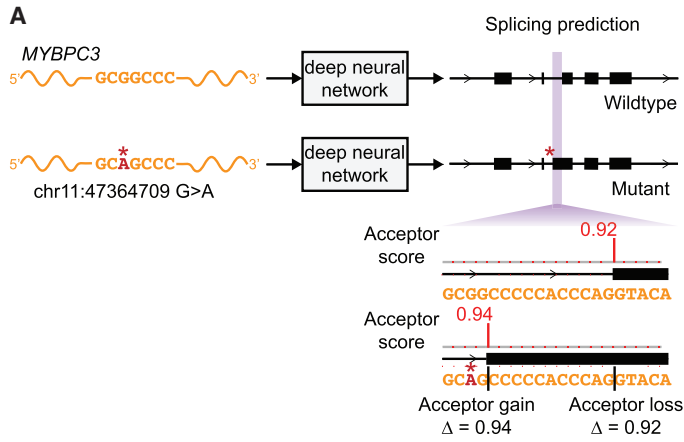 A
Splicing prediction
MYBPC3
5' GCGGCCC 3'
deep neural
network
Wildtype
*
*
5' GCAGCCC 3'
deep neural
network
chr11:47364709 G>A
Mutant
0.92
Acceptor
score
GCGGCCCCCACCCAGGTACA
0.94
Acceptor
score
*
GCAGCCCCCACCCAGGTACA
Acceptor gain
Δ = 0.94
Acceptor loss
Δ = 0.92